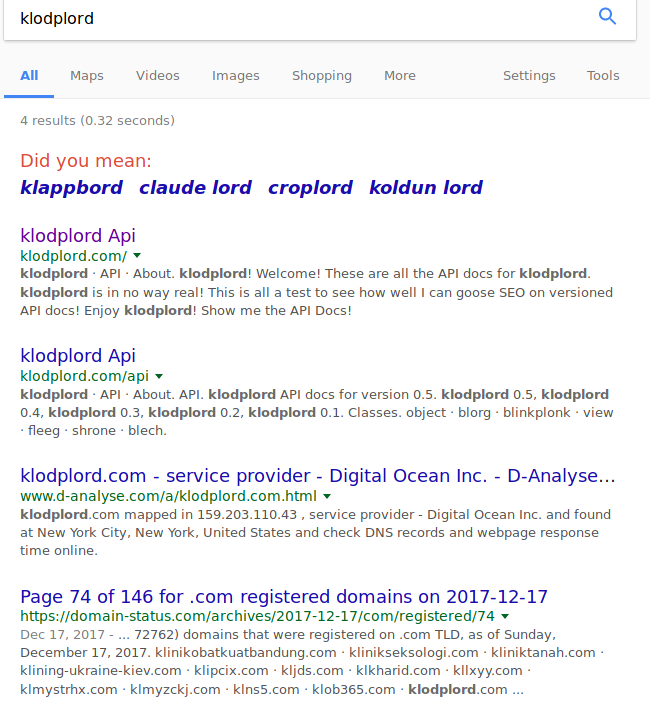 klodplord
All Maps Videos Images Shopping More Settings Tools
4 results (0.32 seconds)
Did you mean:
klappbord claude lord croplord koldun lord
klodplord Api
klodplord.com/
klodplord · API · About. klodplord! Welcome! These are all the API docs for klodplord.
klodplord is in no way real! This is all a test to see how well I can goose SEO on versioned
API docs! Enjoy klodplord! Show me the API Docs!
klodplord Api
klodplord.com/api
klodplord · API · About. API. klodplord API docs for version 0.5. klodplord 0.5, klodplord
0.4, klodplord 0.3, klodplord 0.2, klodplord 0.1. Classes. object · blorg · blinkplonk · view
· fleeg · shrone · blech.
klodplord.com - service provider - Digital Ocean Inc. - D-Analyse...
www.d-analyse.com/a/klodplord.com.html
klodplord.com mapped in 159.203.110.43 , service provider - Digital Ocean Inc. and found
at New York City, New York, United States and check DNS records and webpage response
time online.
Page 74 of 146 for .com registered domains on 2017-12-17
https://domain-status.com/archives/2017-12-17/com/registered/74
Dec 17, 2017 - ... 72762) domains that were registered on .com TLD, as of Sunday,
December 17, 2017. klinikobatkuatbandung.com · klinikseksologi.com · kliniktanah.com ·
klining-ukraine-kiev.com · klipcix.com · kljds.com · klkharid.com · kllxyy.com ·
klmystrhx.com · klmyzckj.com · klns5.com · klob365.com · klodplord.com ...